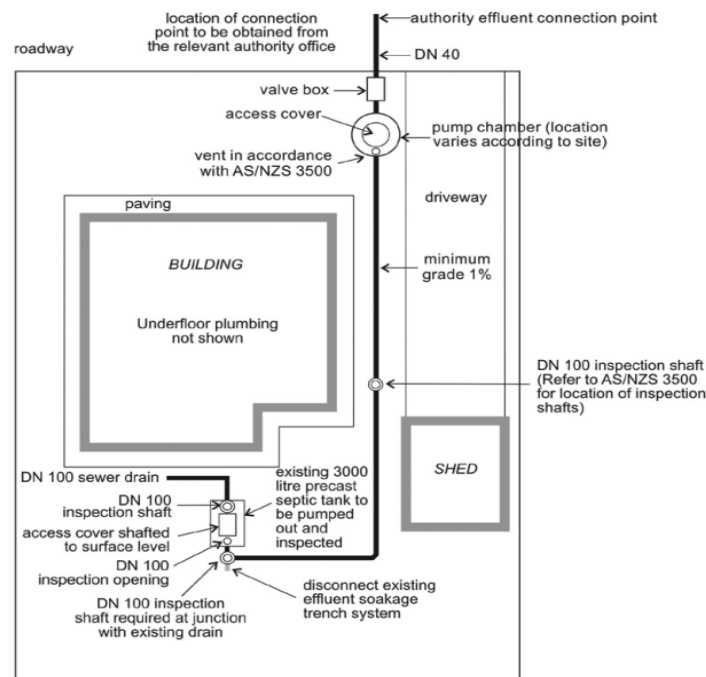 location of connection
point to be obtained from
the relevant authority office
authority effluent connection point
roadway
DN 40
valve box
access cover
pump chamber (location
varies according to site)
vent in accordance
with AS/NZS 3500
paving
driveway
BUILDING
minimum
grade 1%
Underfloor plumbing
not shown
DN 100 inspection shaft
(Refer to AS/NZS 3500
for location of inspection
shafts)
SHED
DN 100 sewer drain
existing 3000
litre precast
septic tank to
be pumped
out and
inspected
DN 100
inspection shaft
access cover shafted
to surface level
DN 100
inspection opening
DN 100 inspection
shaft required at junction
with existing drain
disconnect existing
effluent soakage
trench system